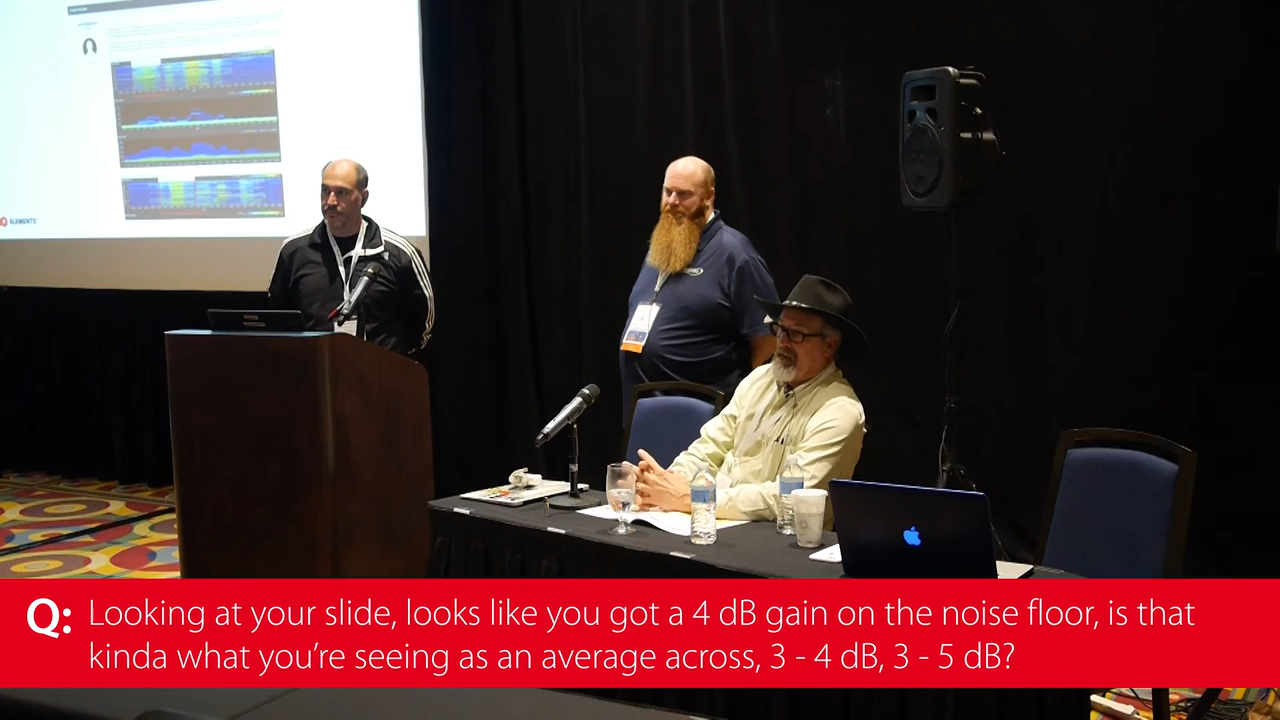 ELEMENTS
Q: Looking at your slide, looks like you got a 4 dB gain on the noise floor, is that
kinda what you're seeing as an average across, 3 - 4 dB, 3 - 5 dB?